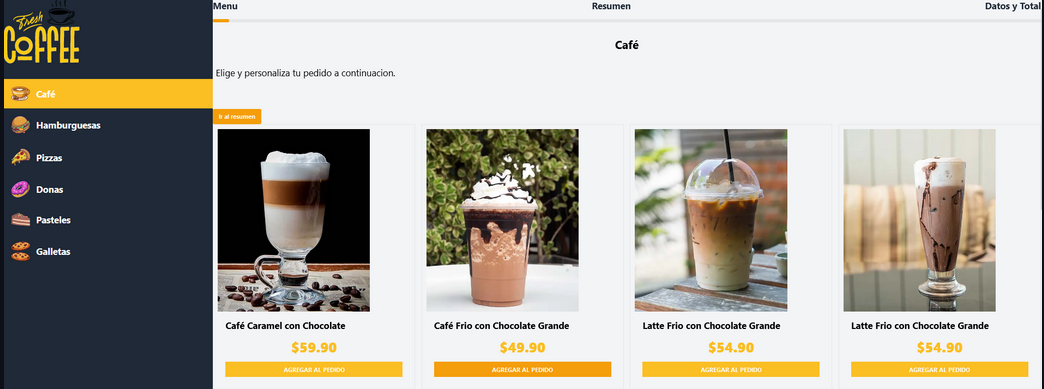 Fresh
COFFEE
Café
Hamburguesas
Pizzas
Donas
Pasteles
Galletas
Menu
Resumen
Datos y Total
Café
Elige y personaliza tu pedido a continuacion.
Ir al resumen
Café Caramel con Chocolate
$59.90
AGREGAR AL PEDIDO
Café Frio con Chocolate Grande
$49.90
AGREGAR AL PEDIDO
Latte Frio con Chocolate Grande
$54.90
AGREGAR AL PEDIDO
Latte Frio con Chocolate Grande
$54.90
AGREGAR AL PEDIDO